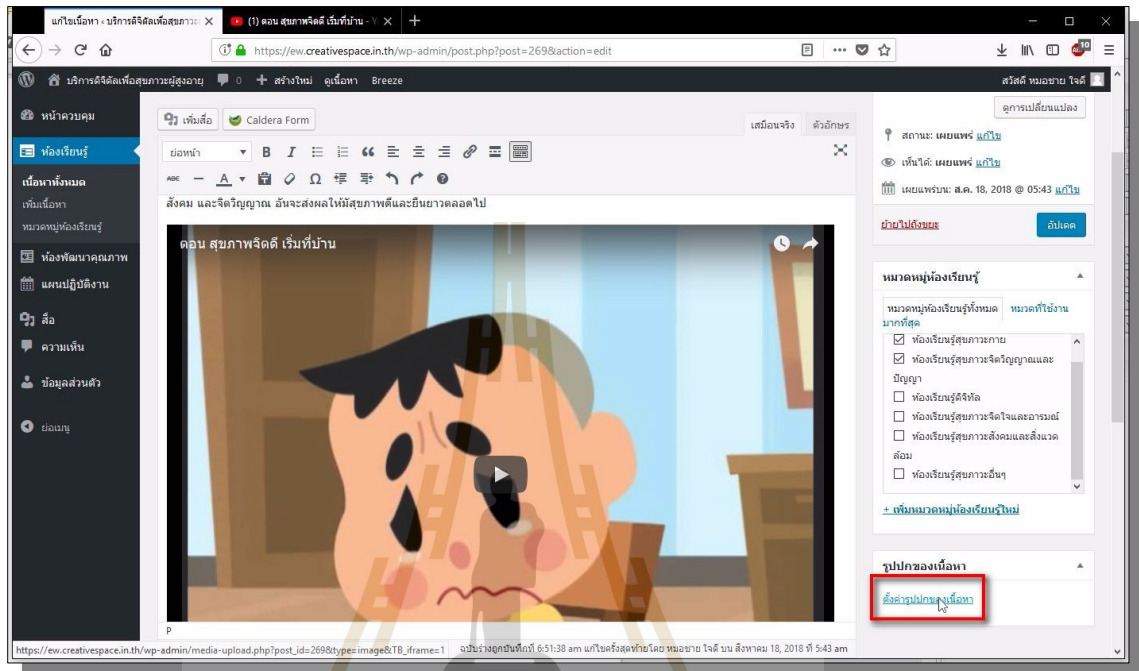 แก้ไขเนื้อหา ‹ บริการดิจิตัลเพื่อสุขภาวะ
(1) ตอน สุขภาพจิตดี เริ่มที่บ้าน - Y
https://ew.creativespace.in.th/wp-admin/post.php?post=269&action=edit
บริการดิจิตัลเพื่อสุขภาวะผู้สูงอายุ 0 + สร้างใหม่ ดูเนื้อหา Breeze
สวัสดี หมอชาย ใจดี
หน้าควบคุม
ห้องเรียนรู้
เนื้อหาทั้งหมด
เพิ่มเนื้อหา
หมวดหมู่ห้องเรียนรู้
ห้องพัฒนาคุณภาพ
แผนปฏิบัติงาน
สื่อ
ความเห็น
ข้อมูลส่วนตัว
ย่อเมนู
เพิ่มสื่อ
Caldera Form
เสมือนจริง ตัวอักษร
ย่อหน้า
B I
ABC A Ω
สังคม และจิตวิญญาณ อันจะส่งผลให้มีสุขภาพดีและยืนยาวตลอดไป
ตอน สุขภาพจิตดี เริ่มที่บ้าน
P
ฉบับร่างถูกบันทึกที่ 6:51:38 am แก้ไขครั้งสุดท้ายโดย หมอชาย ใจดี บน สิงหาคม 18, 2018 ที่ 5:43 am
https://ew.creativespace.in.th/wp-admin/media-upload.php?post_id=269&type=image&TB_iframe=1
ดูการเปลี่ยนแปลง
สถานะ: เผยแพร่ แก้ไข
เห็นได้: เผยแพร่ แก้ไข
เผยแพร่บน: ส.ค. 18, 2018 @ 05:43 แก้ไข
ย้ายไปถังขยะ
อัปเดต
หมวดหมู่ห้องเรียนรู้
หมวดหมู่ห้องเรียนรู้ทั้งหมด หมวดที่ใช้งาน
มากที่สุด
ห้องเรียนรู้สุขภาวะกาย
ห้องเรียนรู้สุขภาวะจิตวิญญาณและ
ปัญญา
ห้องเรียนรู้ดิจิทัล
ห้องเรียนรู้สุขภาวะจิตใจและอารมณ์
ห้องเรียนรู้สุขภาวะสังคมและสิ่งแวด
ล้อม
ห้องเรียนรู้สุขภาวะอื่นๆ
+ เพิ่มหมวดหมู่ห้องเรียนรู้ใหม่
รูปปกของเนื้อหา
ตั้งค่ารูปปกของเนื้อหา